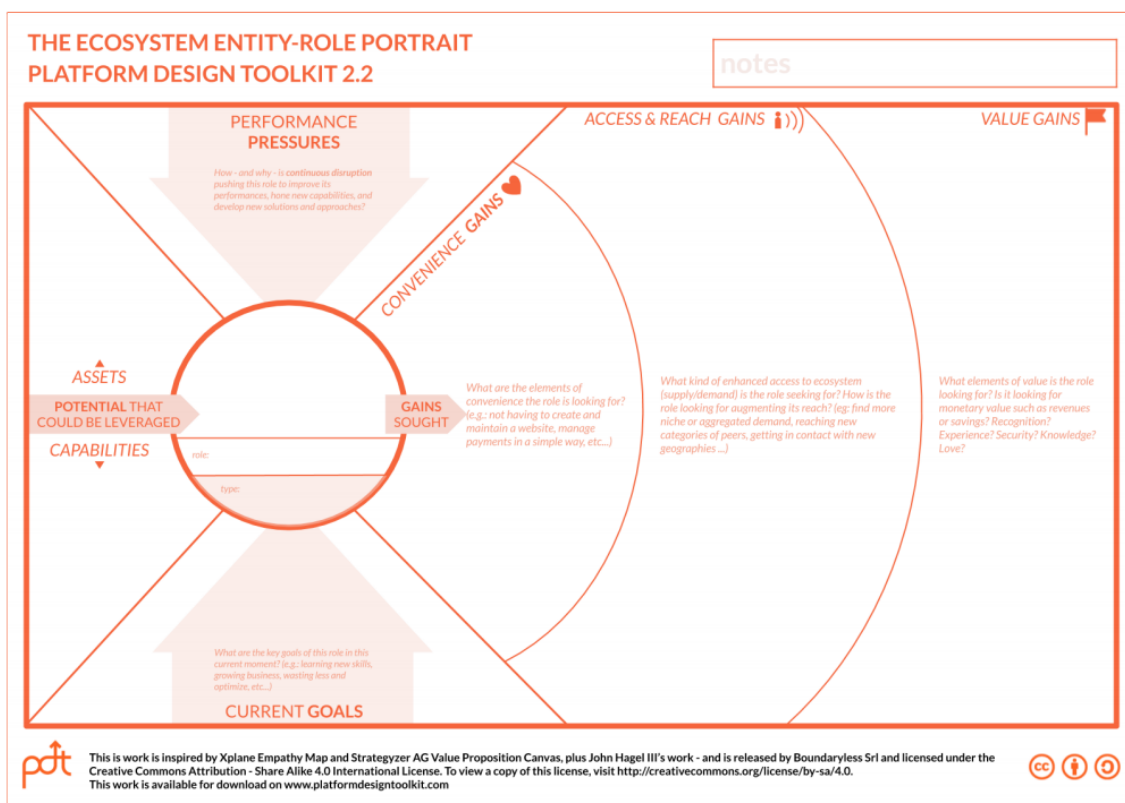 THE ECOSYSTEM ENTITY-ROLE PORTRAIT
PLATFORM DESIGN TOOLKIT 2.2
notes
PERFORMANCE
PRESSURES
How - and why - is continuous disruption
pushing this role to improve its
performances, hone new capabilities, and
develop new solutions and approaches?
CONVENIENCE GAINS
ACCESS & REACH GAINS
VALUE GAINS
ASSETS
POTENTIAL THAT
COULD BE LEVERAGED
CAPABILITIES
role:
type:
GAINS
SOUGHT
What are the elements of
convenience the role is looking for?
(e.g.: not having to create and
maintain a website, manage
payments in a simple way, etc...)
What kind of enhanced access to ecosystem
(supply/demand) is the role seeking for? How is the
role looking for augmenting its reach? (eg: find more
niche or aggregated demand, reaching new
categories of peers, getting in contact with new
geographies ...)
What elements of value is the role
looking for? Is it looking for
monetary value such as revenues
or savings? Recognition?
Experience? Security? Knowledge?
Love?
What are the key goals of this role in this
current moment? (e.g.: learning new skills,
growing business, wasting less and
optimize, etc...)
CURRENT GOALS
pdt
This is work is inspired by Xplane Empathy Map and Strategyzer AG Value Proposition Canvas, plus John Hagel III's work - and is released by Boundaryless Srl and licensed under the
Creative Commons Attribution - Share Alike 4.0 International License. To view a copy of this license, visit http://creativecommons.org/license/by-sa/4.0.
This work is available for download on www.platformdesigntoolkit.com
cc